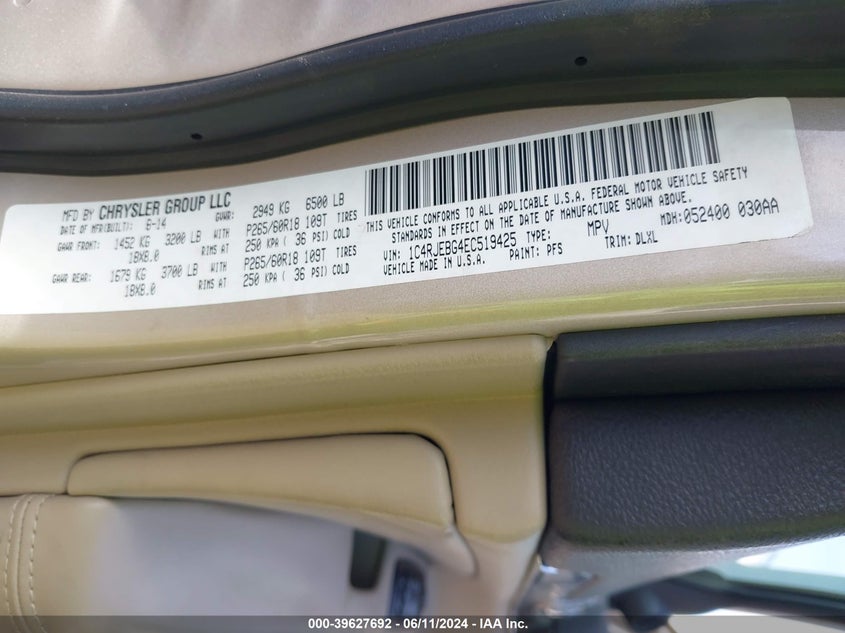 MFD BY CHRYSLER GROUP LLC
DATE OF MFR(BUILT): 6-14 GVWR: 2949 KG 6500 LB
GAWR FRONT: 1452 KG 3200 LB WITH P265/60R18 109T TIRES
18X8.0 RIMS AT 250 KPA ( 36 PSI) COLD
GAWR REAR: 1679 KG 3700 LB WITH P265/60R18 109T TIRES
18X8.0 RIMS AT 250 KPA ( 36 PSI) COLD
THIS VEHICLE CONFORMS TO ALL APPLICABLE U.S.A. FEDERAL MOTOR VEHICLE SAFETY
STANDARDS IN EFFECT ON THE DATE OF MANUFACTURE SHOWN ABOVE.
VIN: 1C4RJEBG4EC519425 TYPE: MPV MDH: 052400 030AA
VEHICLE MADE IN U.S.A. PAINT: PFS TRIM: DLXL
000-39627692 - 06/11/2024 - IAA Inc.